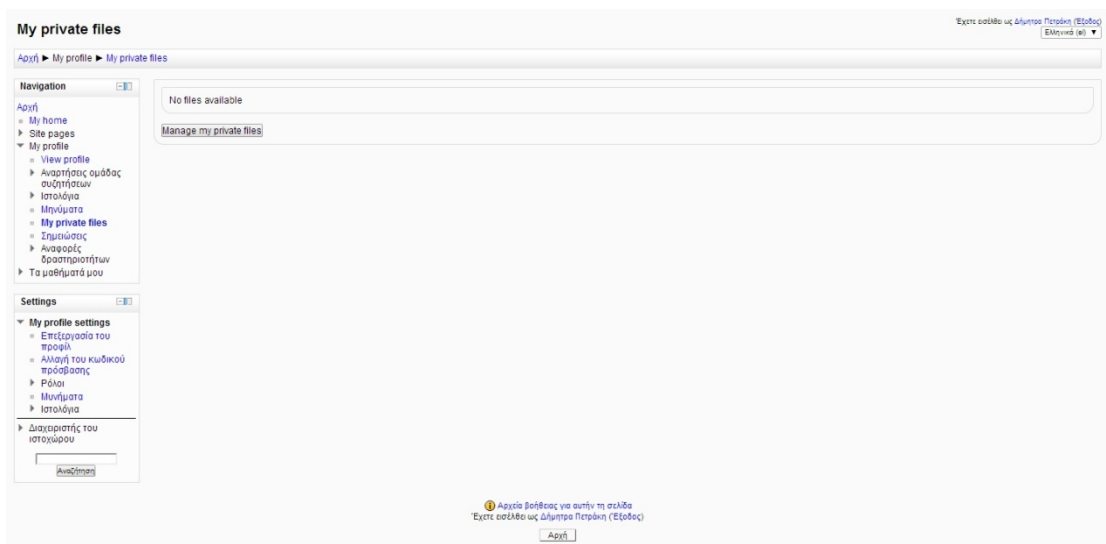 My private files
Έχετε εισέλθει ως Δήμητρα Πετράκη (Έξοδος)
Ελληνικά (el) ▼
Αρχή ► My profile ► My private files
Navigation
Αρχή
My home
Site pages
My profile
View profile
Αναρτήσεις ομάδας
συζητήσεων
Ιστολόγια
Μηνύματα
My private files
Σημειώσεις
Αναφορές
δραστηριοτήτων
Τα μαθήματά μου
No files available
Manage my private files
Settings
My profile settings
Επεξεργασία του
προφίλ
Αλλαγή του κωδικού
πρόσβασης
Ρόλοι
Μυνήματα
Ιστολόγια
Διαχειριστής του
ιστοχώρου
Αναζήτηση
Αρχεία βοήθειας για αυτήν τη σελίδα
Έχετε εισέλθει ως Δήμητρα Πετράκη (Έξοδος)
Αρχή